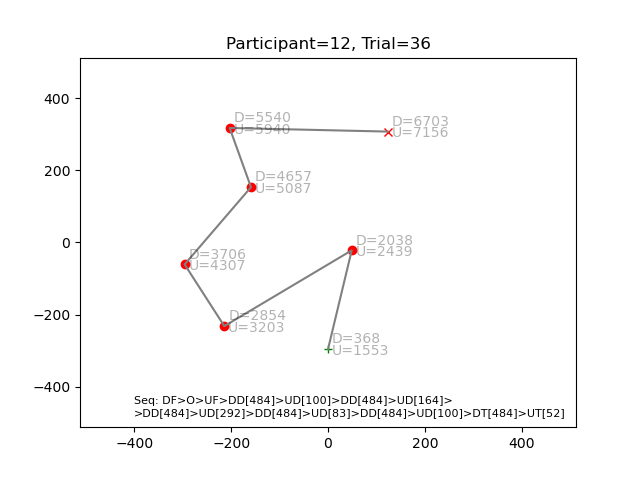 Participant=12, Trial=36
400
200
0
−200
−400
D=5540
U=5940
D=6703
U=7156
D=4657
U=5087
D=3706
U=4307
D=2038
U=2439
D=2854
U=3203
D=368
U=1553
Seq: DF>O>UF>DD[484]>UD[100]>DD[484]>UD[164]>
>DD[484]>UD[292]>DD[484]>UD[83]>DD[484]>UD[100]>DT[484]>UT[52]
−400 −200 0 200 400